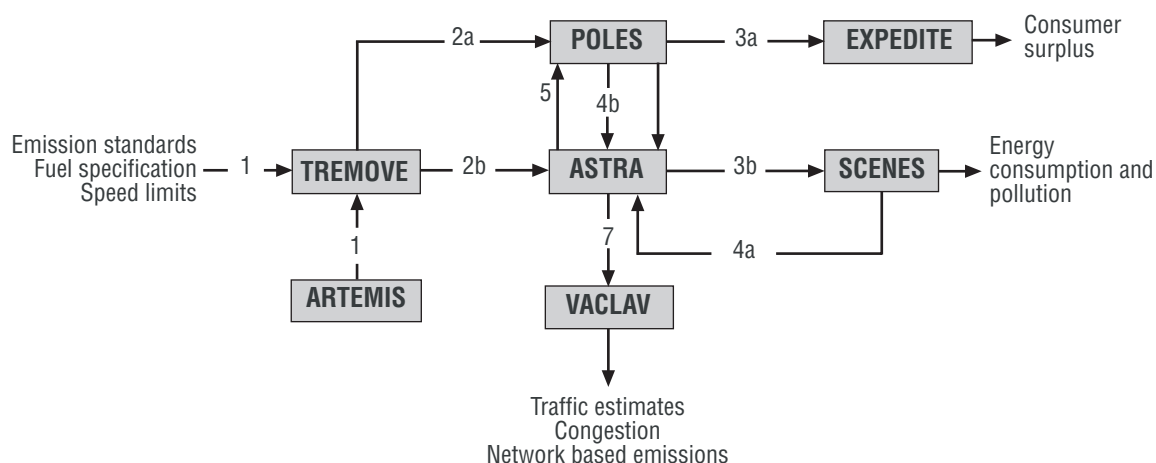 2a
POLES
3a
EXPEDITE
Consumer
surplus
5
4b
Emission standards
Fuel specification
Speed limits
1
TREMOVE
2b
ASTRA
3b
SCENES
Energy
consumption and
pollution
1
7
4a
ARTEMIS
VACLAV
Traffic estimates
Congestion
Network based emissions